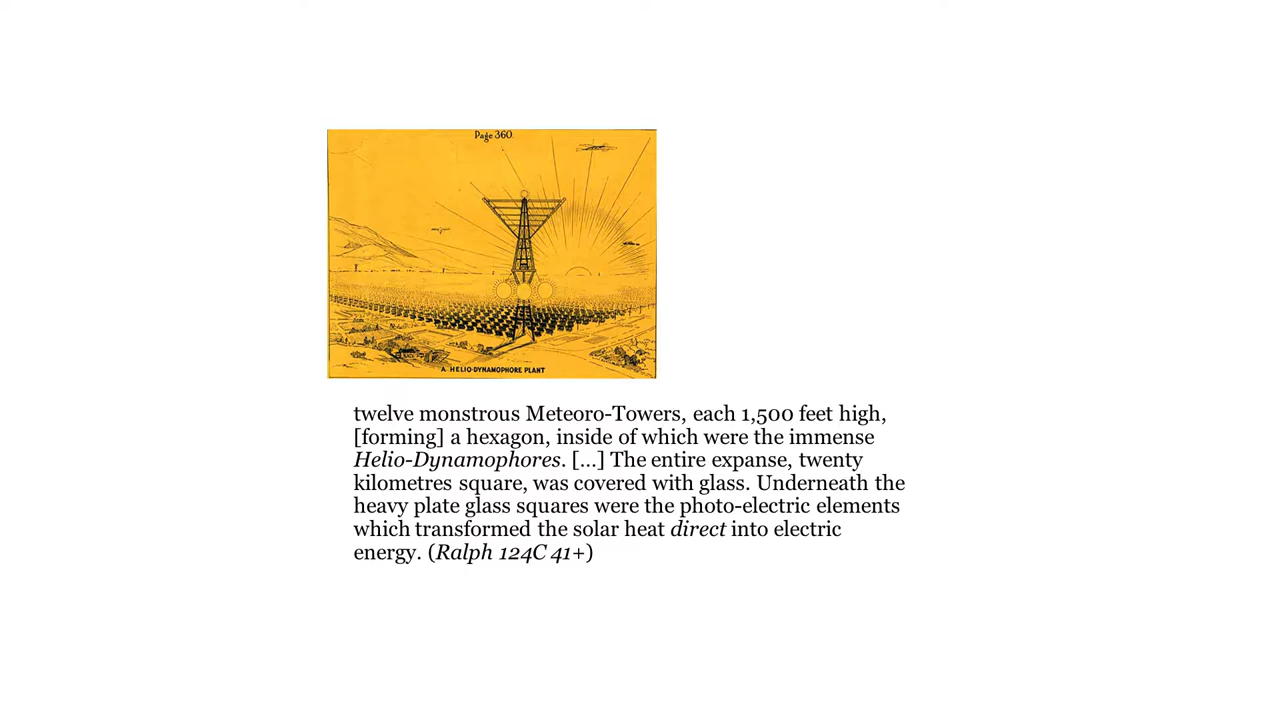 Page 360.
A HELIO-DYNAMOPHORE PLANT
twelve monstrous Meteoro-Towers, each 1,500 feet high,
[forming] a hexagon, inside of which were the immense
Helio-Dynamophores. [...] The entire expanse, twenty
kilometres square, was covered with glass. Underneath the
heavy plate glass squares were the photo-electric elements
which transformed the solar heat direct into electric
energy. (Ralph 124C 41+)